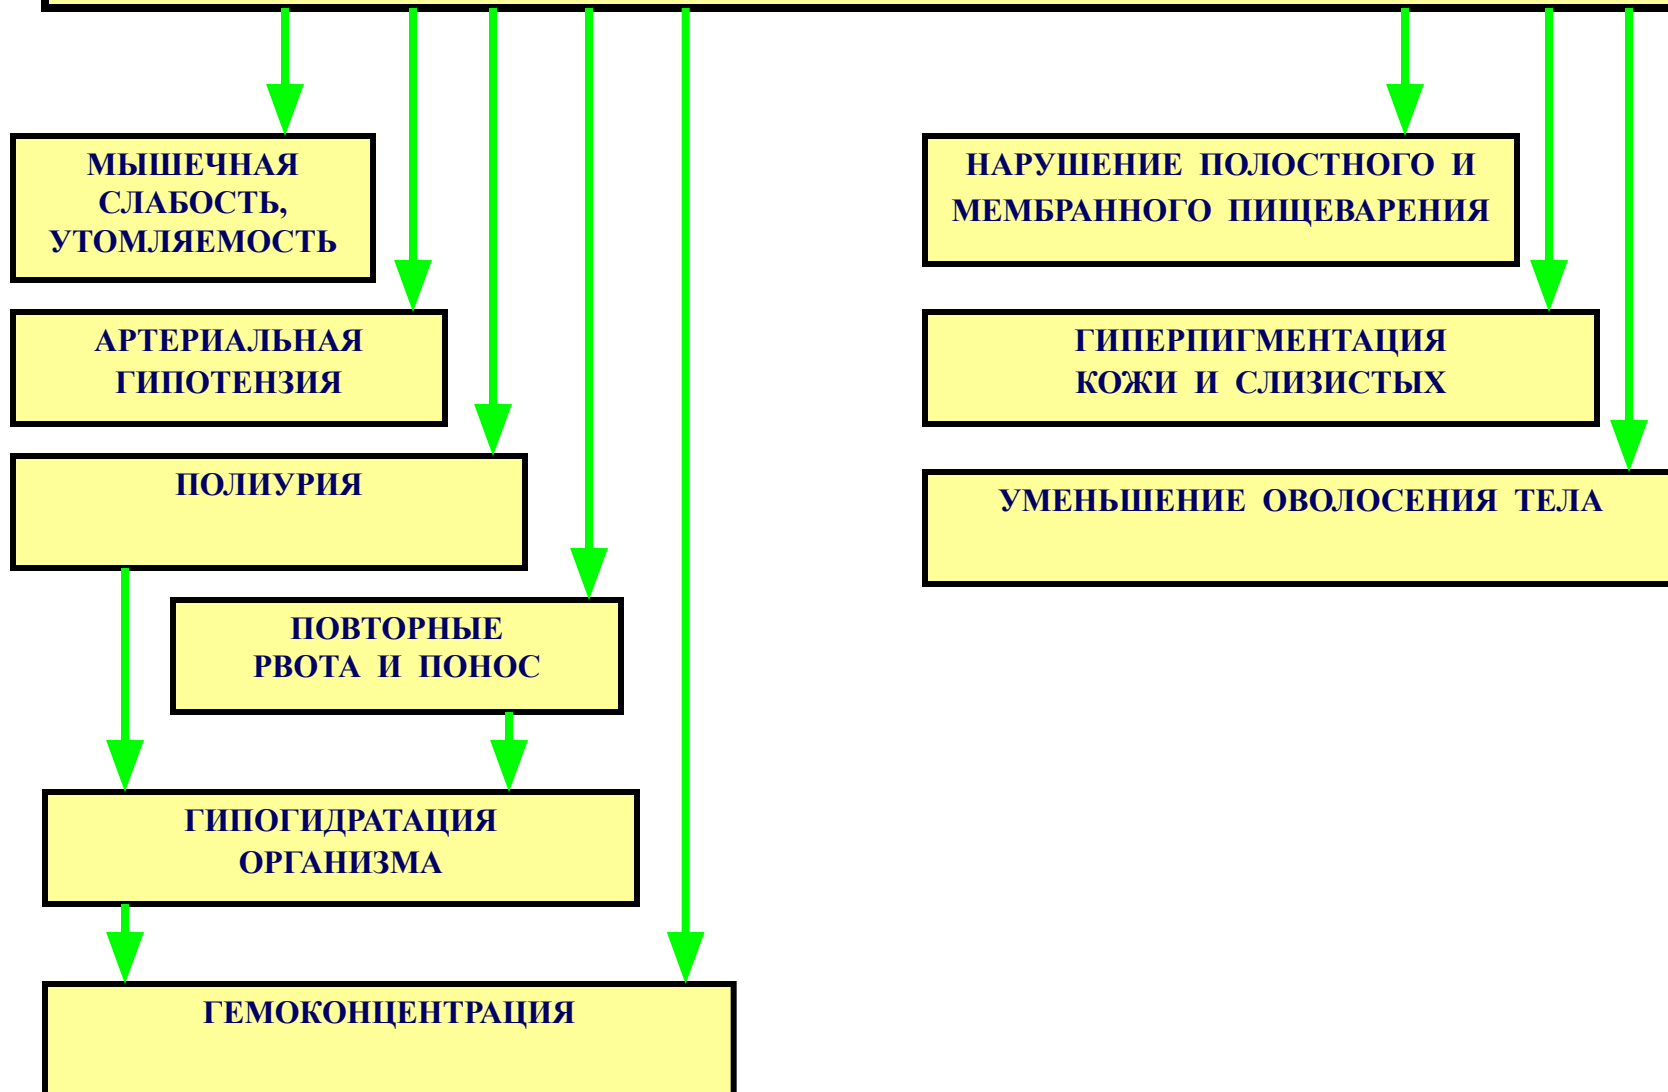 МЫШЕЧНАЯ
СЛАБОСТЬ,
УТОМЛЯЕМОСТЬ
АРТЕРИАЛЬНАЯ
ГИПОТЕНЗИЯ
ПОЛИУРИЯ
ПОВТОРНЫЕ
РВОТА И ПОНОС
ГИПОГИДРАТАЦИЯ
ОРГАНИЗМА
ГЕМОКОНЦЕНТРАЦИЯ
НАРУШЕНИЕ ПОЛОСТНОГО И
МЕМБРАННОГО ПИЩЕВАРЕНИЯ
ГИПЕРПИГМЕНТАЦИЯ
КОЖИ И СЛИЗИСТЫХ
УМЕНЬШЕНИЕ ОВОЛОСЕНИЯ ТЕЛА